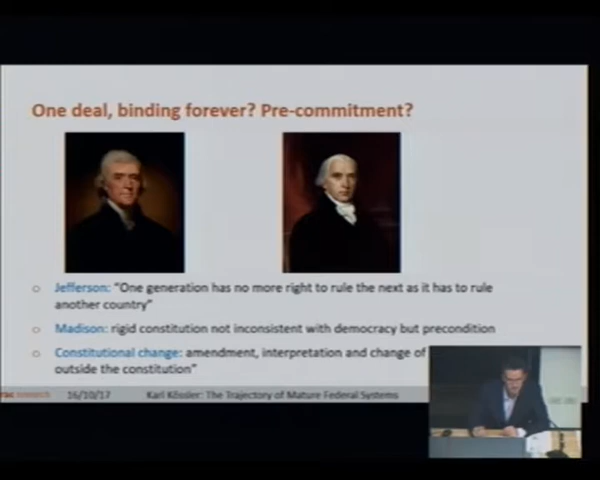 One deal, binding forever? Pre-commitment?
Jefferson: "One generation has no more right to rule the next as it has to rule
another country"
Madison: rigid constitution not inconsistent with democracy but precondition
Constitutional change: amendment, interpretation and change of
outside the constitution"
research 16/10/17 Karl Kössler: The Trajectory of Mature Federal Systems